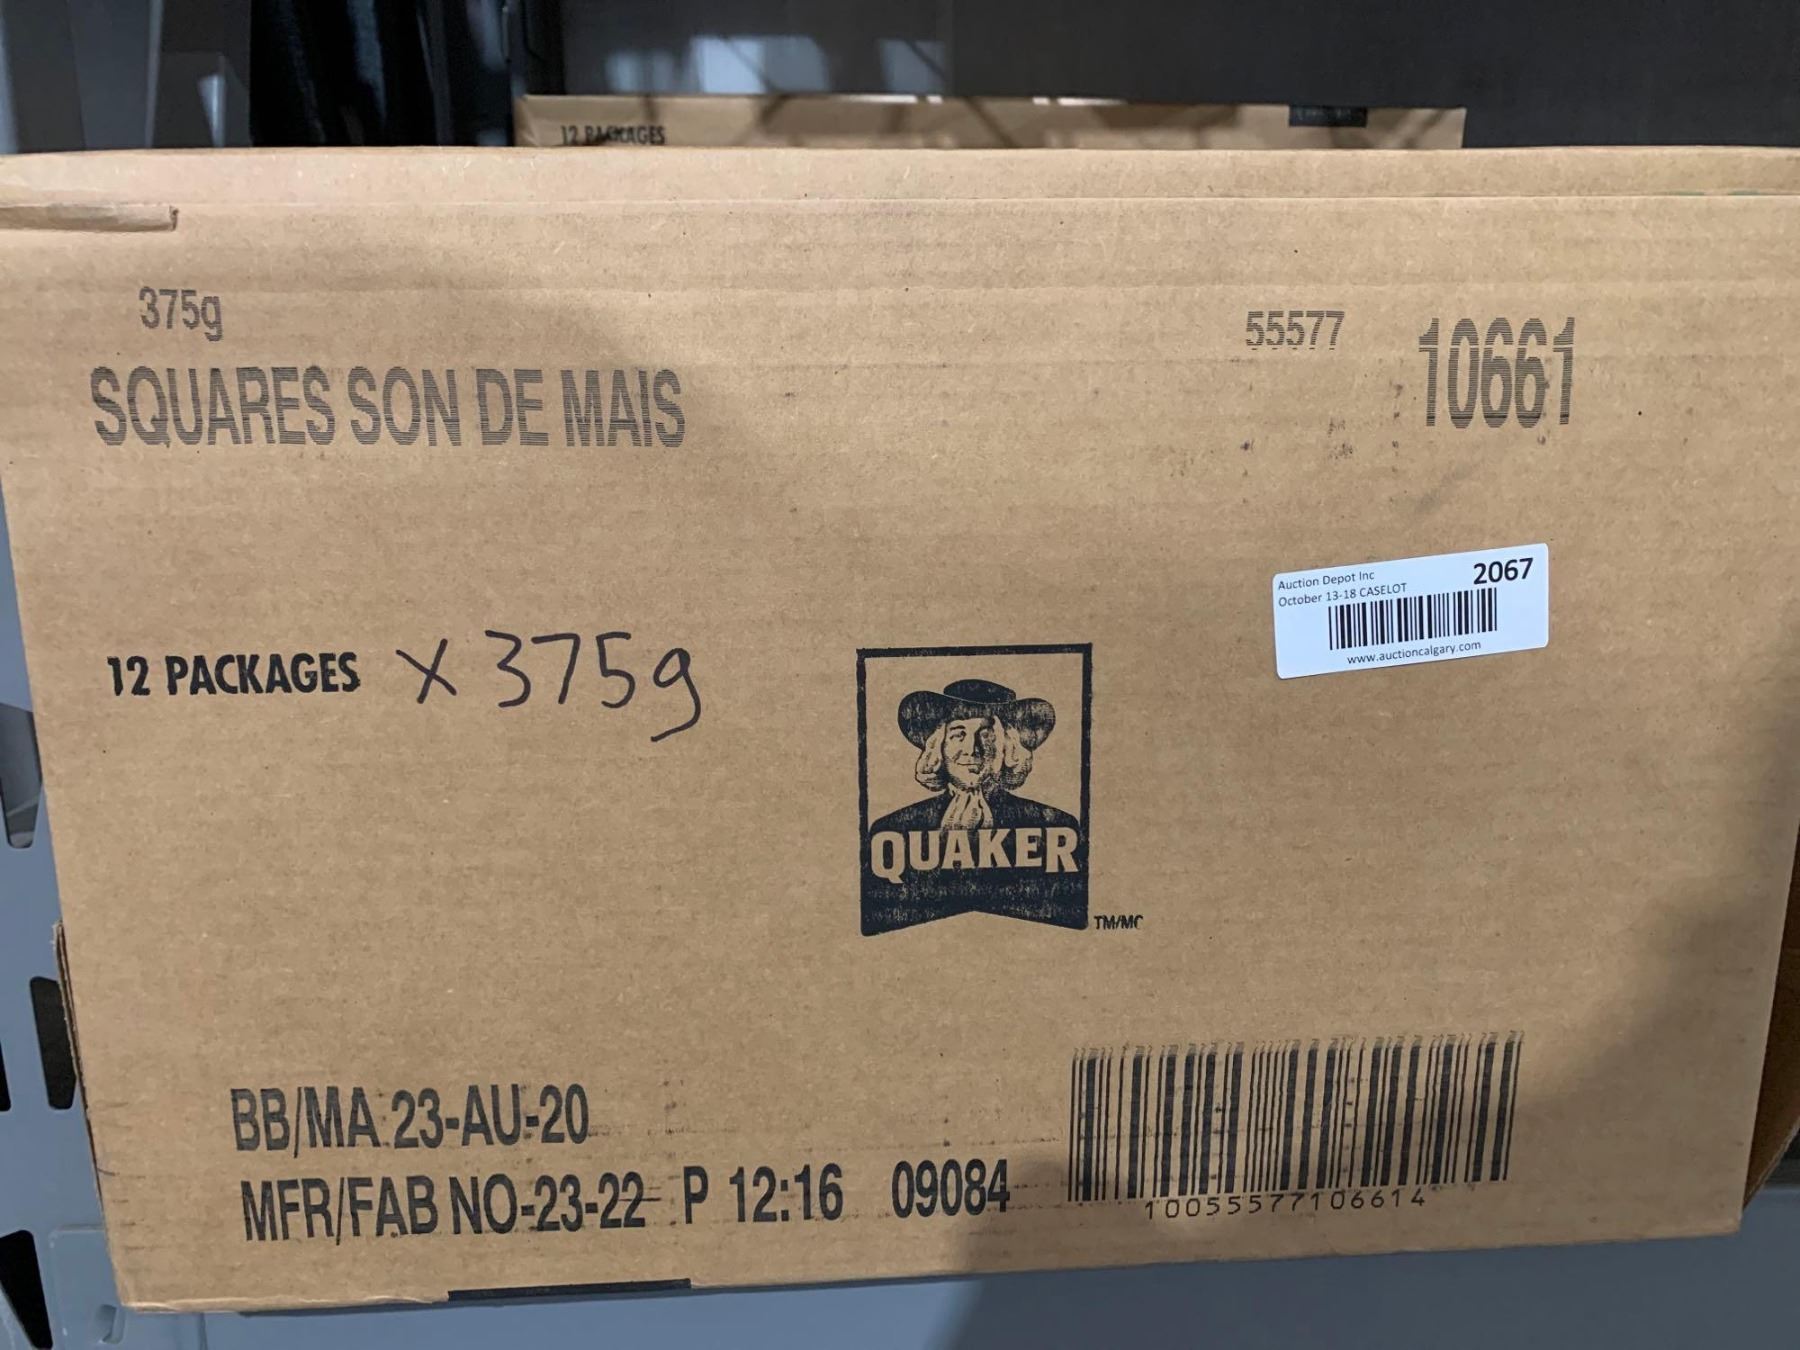 12 PACKAGES
375g
55577
10661
SQUARES SON DE MAIS
Auction Depot Inc
2067
October 13-18 CASELOT
www.auctioncalgary.com
12 PACKAGES x 375g
QUAKER
TM/MC
BB/MA 23-AU-20
MFR/FAB NO-23-22 P 12:16 09084
10055577106614